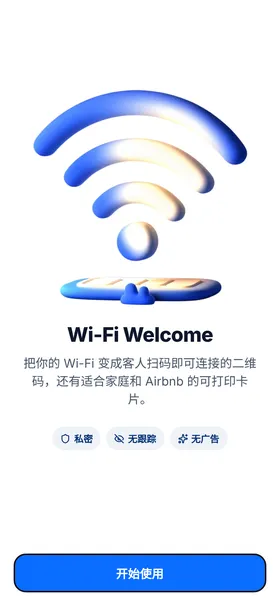 Wi-Fi Welcome
把你的 Wi-Fi 变成客人扫码即可连接的二维
码，还有适合家庭和 Airbnb 的可打印卡
片。
私密 无跟踪 无广告
开始使用